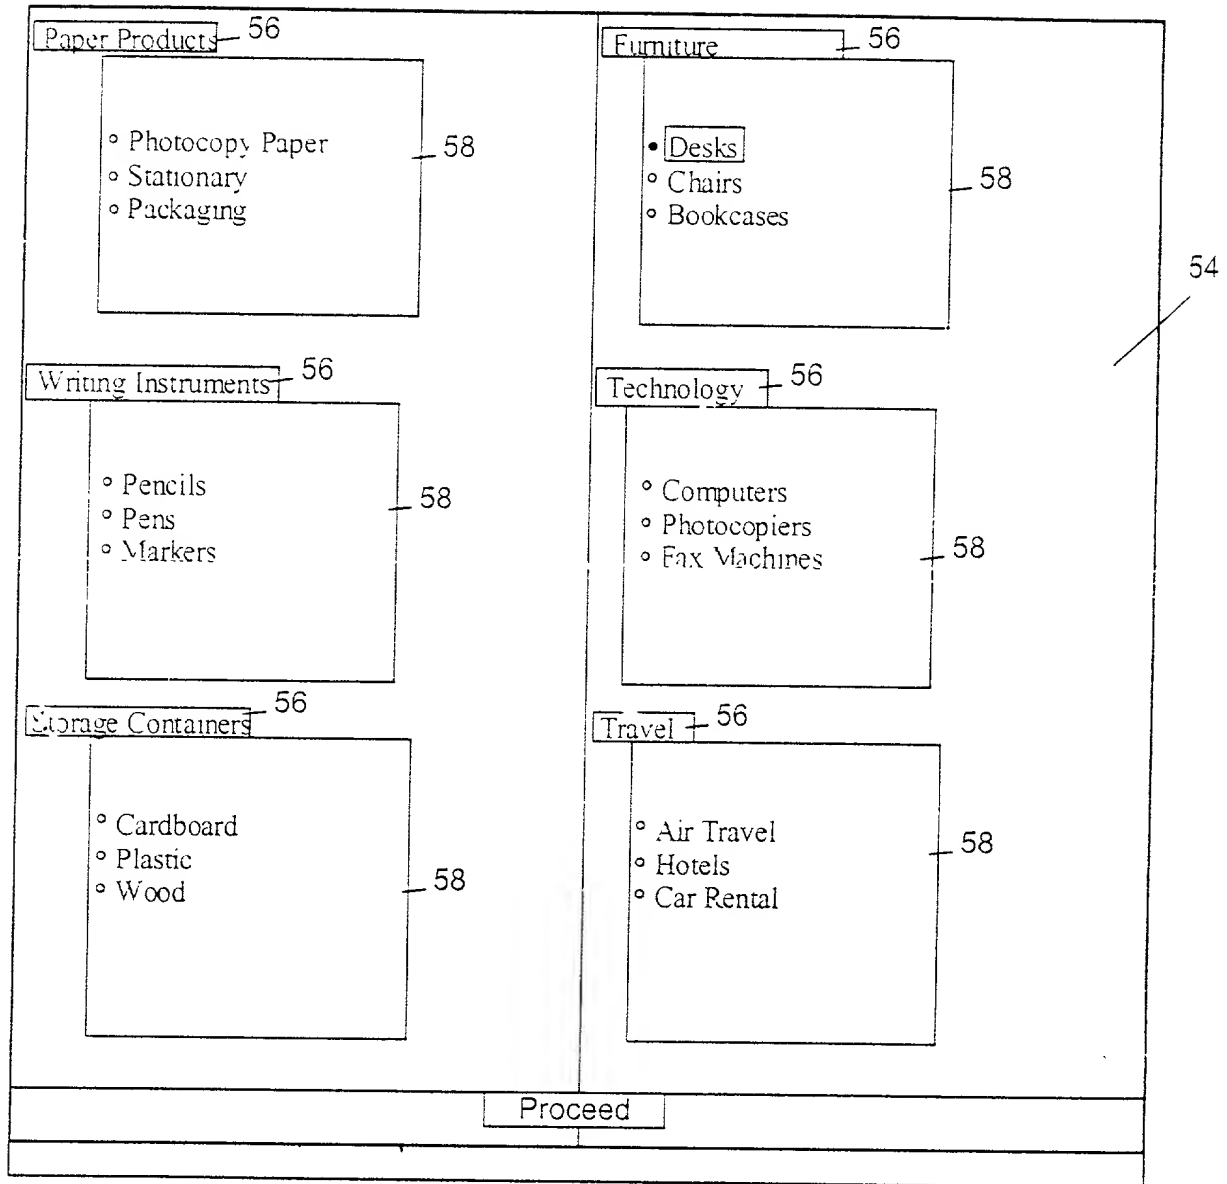 Paper Products 56
58
○ Photocopy Paper
○ Stationary
○ Packaging
Furniture 56
58
• Desks
○ Chairs
○ Bookcases
54
Writing Instruments 56
58
○ Pencils
○ Pens
○ Markers
Technology 56
58
○ Computers
○ Photocopiers
○ Fax Machines
Storage Containers 56
58
○ Cardboard
○ Plastic
○ Wood
Travel 56
58
○ Air Travel
○ Hotels
○ Car Rental
Proceed